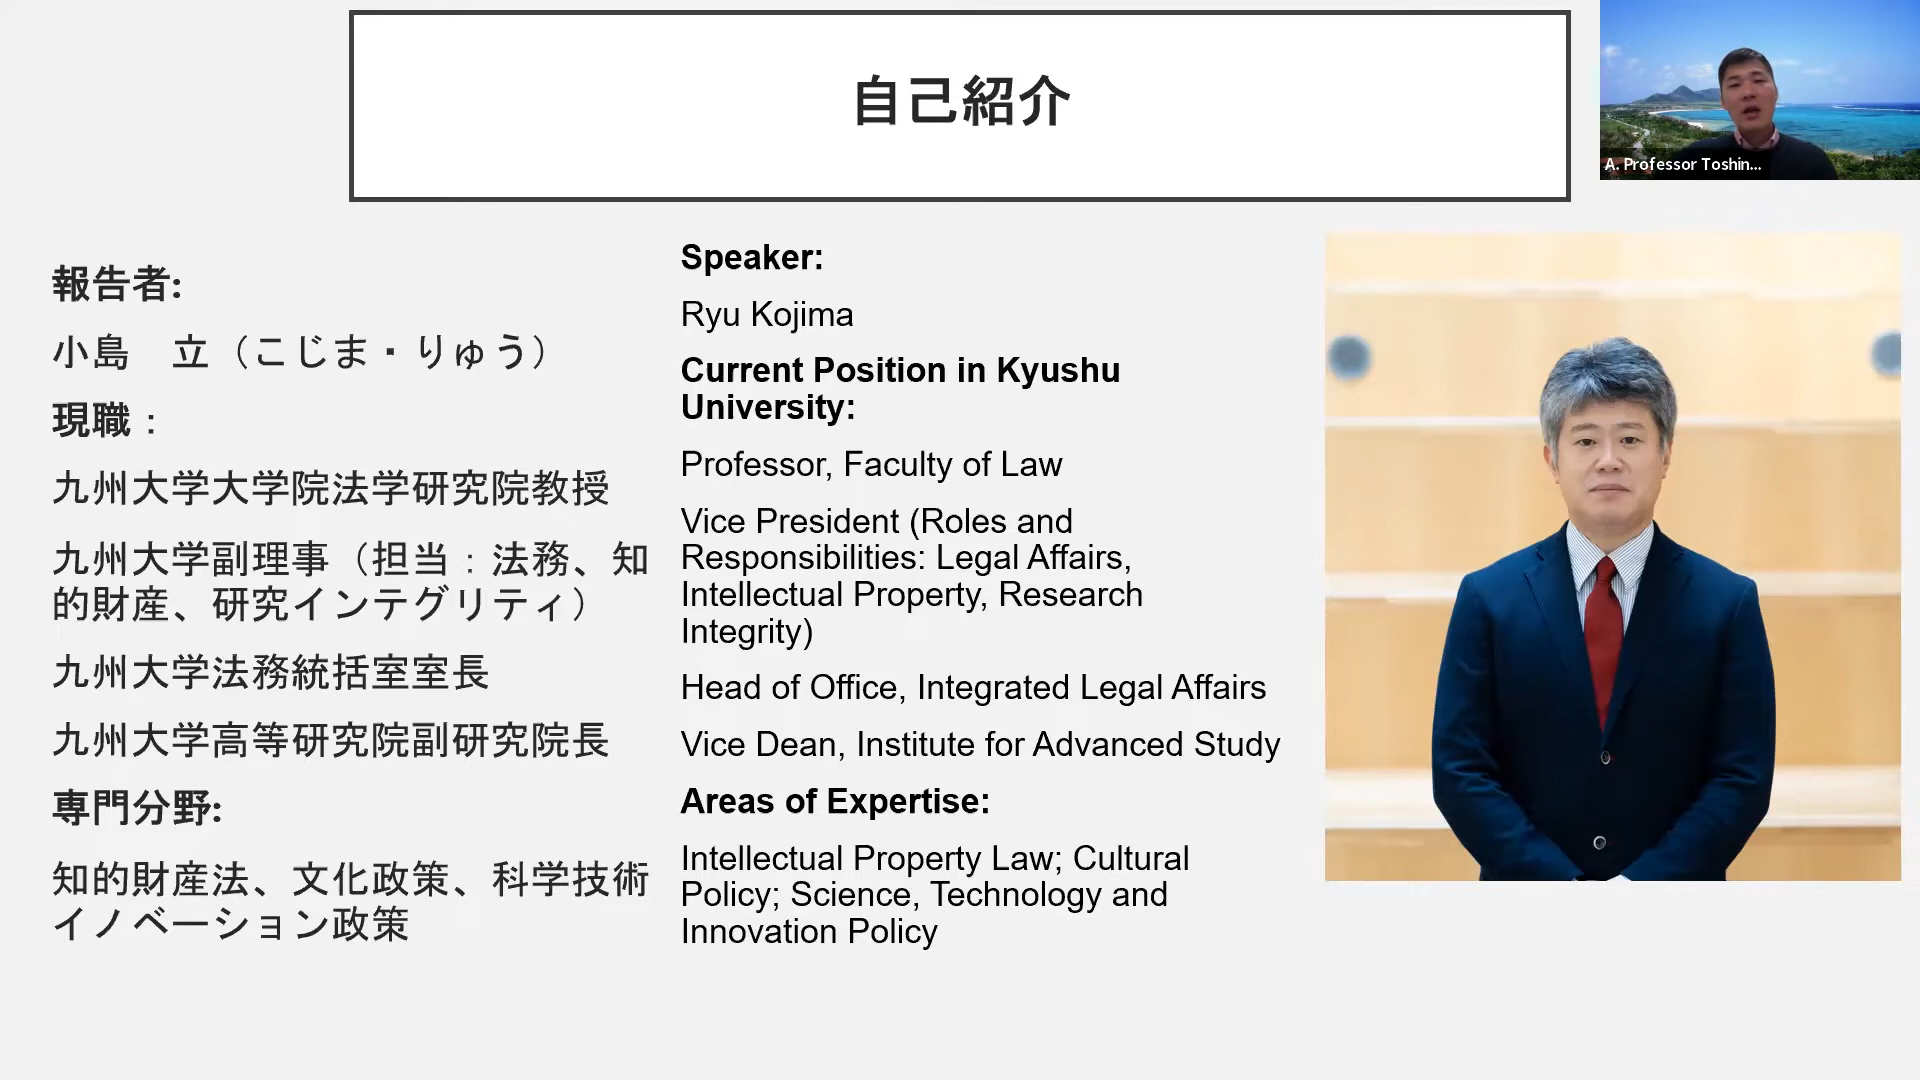 自己紹介
A. Professor Toshin...
報告者:
小島　立（こじま・りゅう）
現職：
九州大学大学院法学研究院教授
九州大学副理事（担当：法務、知
的財産、研究インテグリティ）
九州大学法務統括室室長
九州大学高等研究院副研究院長
専門分野:
知的財産法、文化政策、科学技術
イノベーション政策
Speaker:
Ryu Kojima
Current Position in Kyushu
University:
Professor, Faculty of Law
Vice President (Roles and
Responsibilities: Legal Affairs,
Intellectual Property, Research
Integrity)
Head of Office, Integrated Legal Affairs
Vice Dean, Institute for Advanced Study
Areas of Expertise:
Intellectual Property Law; Cultural
Policy; Science, Technology and
Innovation Policy